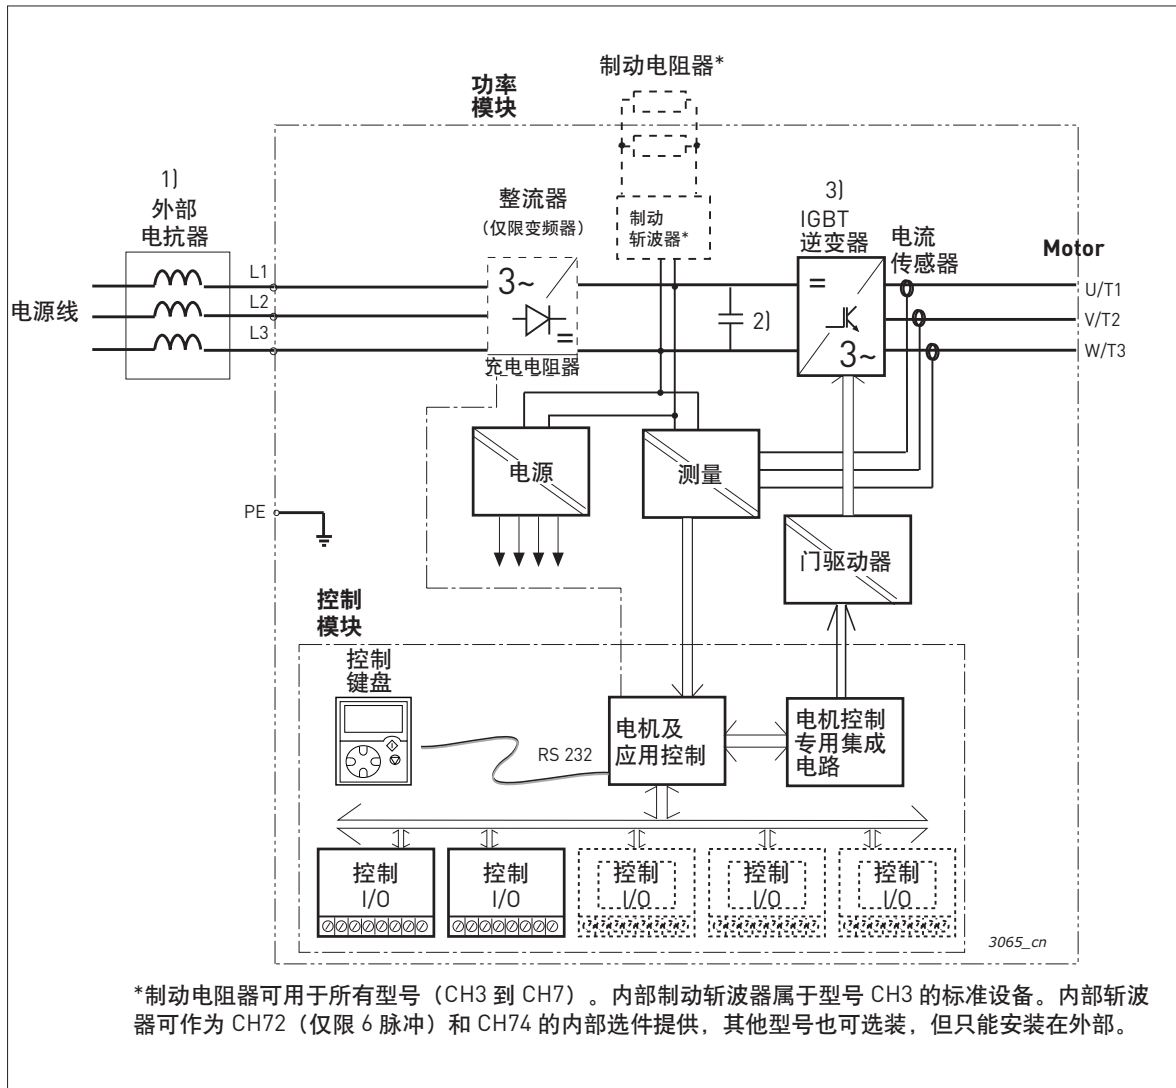 制动电阻器*
功率
模块
1)
外部
电抗器
整流器
(仅限变频器)
制动
斩波器*
3)
IGBT
逆变器
电流
传感器
Motor
电源线
L1
L2
L3
3~
=
充电电阻器
2)
=
3~
U/T1
V/T2
W/T3
电源
测量
PE
门驱动器
控制
模块
控制
键盘
RS 232
电机及
应用控制
电机控制
专用集成
电路
控制
I/O
控制
I/O
控制
I/O
控制
I/O
控制
I/O
3065_cn
*制动电阻器可用于所有型号（CH3 到 CH7）。内部制动斩波器属于型号 CH3 的标准设备。内部斩波
器可作为 CH72（仅限 6 脉冲）和 CH74 的内部选件提供，其他型号也可选装，但只能安装在外部。